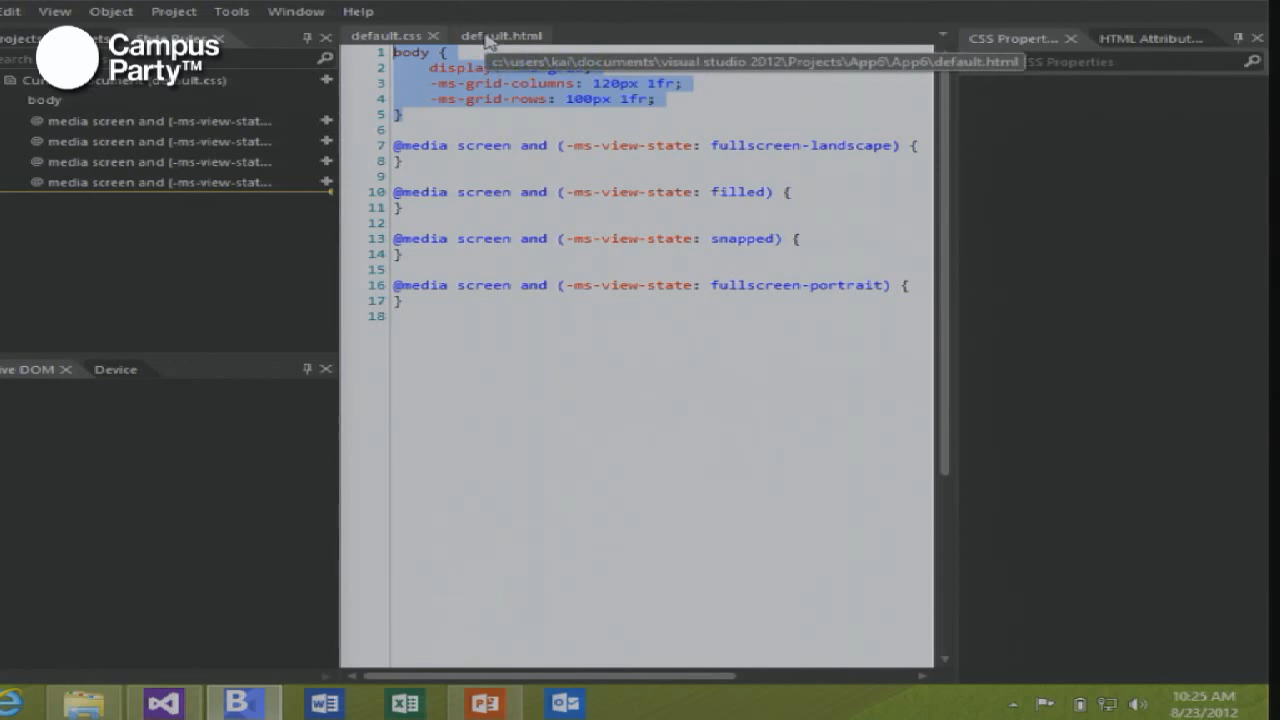 Edit View Object Project Tools Window Help
Campus
Party™
default.css
default.html
CSS Propert...
HTML Attribut...
c:\users\kai\documents\visual studio 2012\Projects\App6\App6\default.html
Properties
body
@ media screen and (-ms-view-stat...
@ media screen and (-ms-view-stat...
@ media screen and (-ms-view-stat...
@ media screen and (-ms-view-stat...
1 body {
2
3 -ms-grid-columns: 120px 1fr;
4 -ms-grid-rows: 100px 1fr;
5 }
6
7 @media screen and (-ms-view-state: fullscreen-landscape) {
8 }
9
10 @media screen and (-ms-view-state: filled) {
11 }
12
13 @media screen and (-ms-view-state: snapped) {
14 }
15
16 @media screen and (-ms-view-state: fullscreen-portrait) {
17 }
18
Live DOM
Device
10:25 AM
8/23/2012